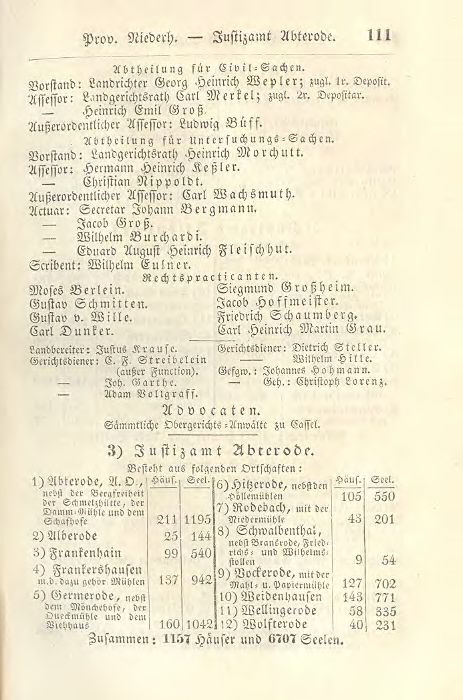 Prov. Niederh. — Justizamt Abterode. 111
Abtheilung für Civil-Sachen.
Vorstand: Landrichter Georg Heinrich Wepler; zugl. 1r. Deposit.
Assessor: Landgerichtsrath Carl Merkel; zugl. 2r. Depositar.
— Heinrich Emil Groß.
Außerordentlicher Assessor: Ludwig Büff.
Abtheilung für Untersuchungs-Sachen.
Vorstand: Landgerichtsrath Heinrich Morchutt.
Assessor: Hermann Heinrich Keßler.
— Christian Nippoldt.
Außerordentlicher Assessor: Carl Wachsmuth.
Actuar: Secretar Johann Bergmann.
— Jacob Groß.
— Wilhelm Burchardi.
— Eduard August Heinrich Fleischhut.
Scribent: Wilhelm Eulner.
Rechtspracticanten.
Moses Berlein. Siegmund Großheim.
Gustav Schmitten. Jacob Hoffmeister.
Gustav v. Wille. Friedrich Schaumberg.
Carl Dunker. Carl Heinrich Martin Grau.
Landbereiter: Justus Krause.
Gerichtsdiener: C. F. Streibelein
(außer Function).
— Joh. Garthe.
— Adam Vollgraff.
Gerichtsdiener: Dietrich Steller.
— Wilhelm Hille.
Gefgw.: Johannes Hohmann.
— Geh.: Christoph Lorenz.
Advocaten.
Sämmtliche Obergerichts-Anwälte zu Cassel.
3) Justizamt Abterode.
Besteht aus folgenden Ortschaften:
Häus. Seel.
1) Abterode, A. O.,
nebst der Bergfreiheit
der Schmelzhütte, der
Damm-Mühle und dem
Schafhofe 211 1195
2) Alberode 25 144
3) Frankenhain 99 540
4) Frankershausen
m.d. dazu gehör Mühlen 137 942
5) Germerode, nebst
dem Mönchehofe, der
Queckmühle und dem
Viehhaus 160 1042
Häus. Seel.
6) Hitzerode, nebst den
Höllemühlen 105 550
7) Rodebach, mit der
Niedermühle 43 201
8) Schwalbenthal,
nebst Bransrode, Fried-
richs- und Wilhelms-
stollen 9 54
9) Vockerode, mit der
Mahl- u. Papiermühle 127 702
10) Weidenhausen 143 771
11) Wellingerode 58 335
12) Wolfterode 40 231
Zusammen: 1157 Häuser und 6707 Seelen.